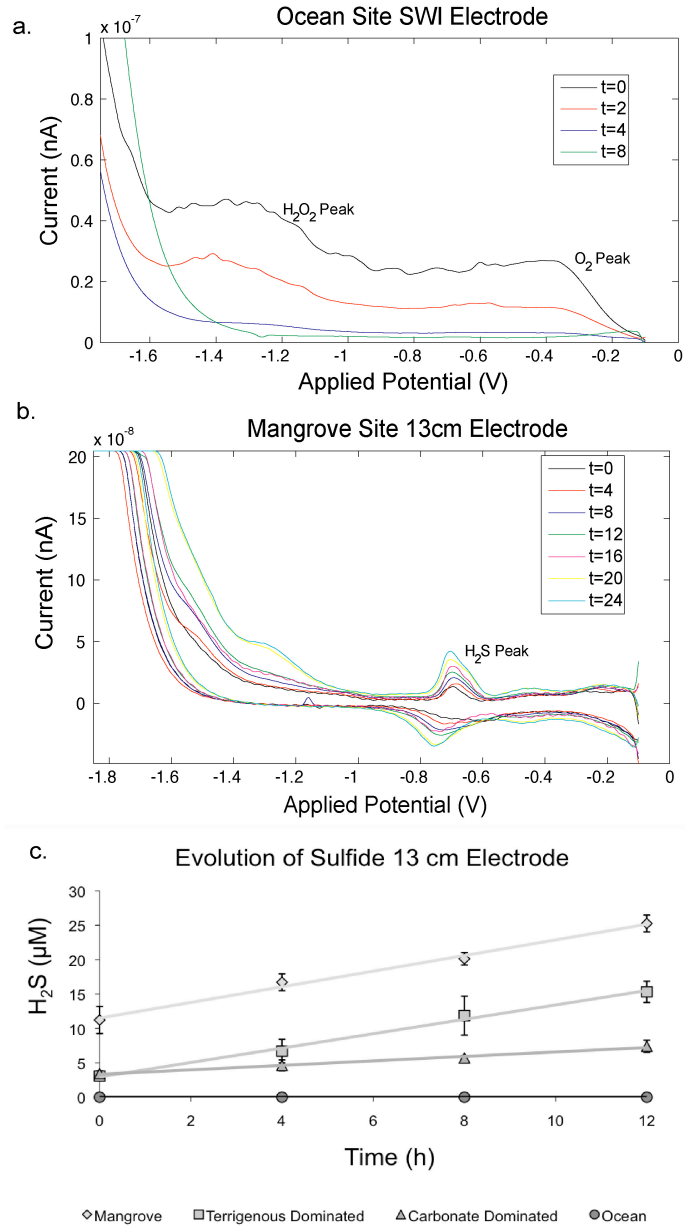 a.
Ocean Site SWI Electrode
x 10^-7
1
0.8
0.6
0.4
0.2
0
Current (nA)
t=0
t=2
t=4
t=8
H2O2 Peak
O2 Peak
-1.6 -1.4 -1.2 -1 -0.8 -0.6 -0.4 -0.2 0
Applied Potential (V)
b.
Mangrove Site 13cm Electrode
x 10^-8
20
15
10
5
0
Current (nA)
t=0
t=4
t=8
t=12
t=16
t=20
t=24
H2S Peak
-1.8 -1.6 -1.4 -1.2 -1 -0.8 -0.6 -0.4 -0.2 0
Applied Potential (V)
c.
Evolution of Sulfide 13 cm Electrode
30
25
20
15
10
5
0
H2S (µM)
0 2 4 6 8 10 12
Time (h)
Mangrove Terrigenous Dominated Carbonate Dominated Ocean